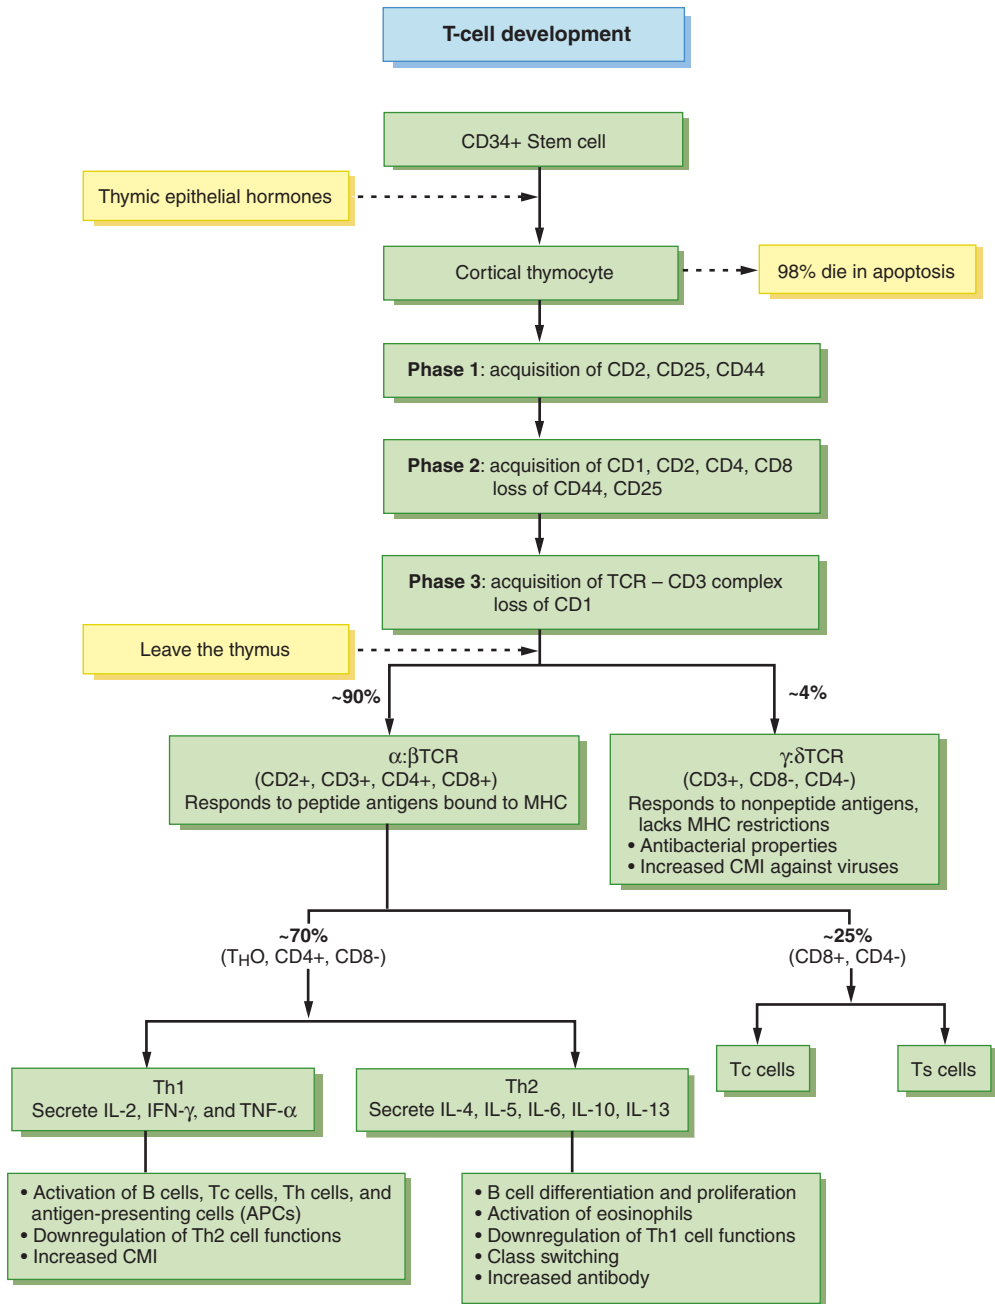 T-cell development
CD34+ Stem cell
Thymic epithelial hormones
Cortical thymocyte
98% die in apoptosis
Phase 1: acquisition of CD2, CD25, CD44
Phase 2: acquisition of CD1, CD2, CD4, CD8
loss of CD44, CD25
Phase 3: acquisition of TCR – CD3 complex
loss of CD1
Leave the thymus
~90%
~4%
α:βTCR
(CD2+, CD3+, CD4+, CD8+)
Responds to peptide antigens bound to MHC
γ:δTCR
(CD3+, CD8-, CD4-)
Responds to nonpeptide antigens,
lacks MHC restrictions
• Antibacterial properties
• Increased CMI against viruses
~70%
(THO, CD4+, CD8-)
~25%
(CD8+, CD4-)
Tc cells
Ts cells
Th1
Secrete IL-2, IFN-γ, and TNF-α
Th2
Secrete IL-4, IL-5, IL-6, IL-10, IL-13
• Activation of B cells, Tc cells, Th cells, and
antigen-presenting cells (APCs)
• Downregulation of Th2 cell functions
• Increased CMI
• B cell differentiation and proliferation
• Activation of eosinophils
• Downregulation of Th1 cell functions
• Class switching
• Increased antibody